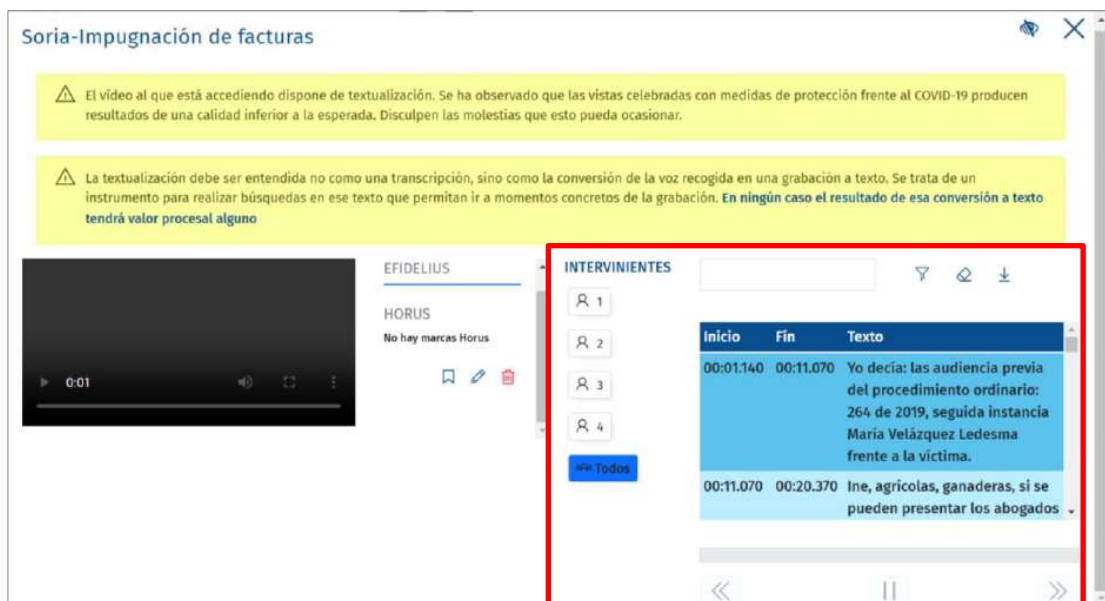 Soria-Impugnación de facturas
El vídeo al que está accediendo dispone de textualización. Se ha observado que las vistas celebradas con medidas de protección frente al COVID-19 producen
resultados de una calidad inferior a la esperada. Disculpen las molestias que esto pueda ocasionar.
La textualización debe ser entendida no como una transcripción, sino como la conversión de la voz recogida en una grabación a texto. Se trata de un
instrumento para realizar búsquedas en ese texto que permitan ir a momentos concretos de la grabación. En ningún caso el resultado de esa conversión a texto
tendrá valor procesal alguno
0:01
EFIDELIUS
HORUS
No hay marcas Horus
INTERVINIENTES
1
2
3
4
Todos
Inicio Fín Texto
00:01.140 00:11.070 Yo decía: las audiencia previa
del procedimiento ordinario:
264 de 2019, seguida instancia
María Velázquez Ledesma
frente a la víctima.
00:11.070 00:20.370 Ine, agrícolas, ganaderas, si se
pueden presentar los abogados